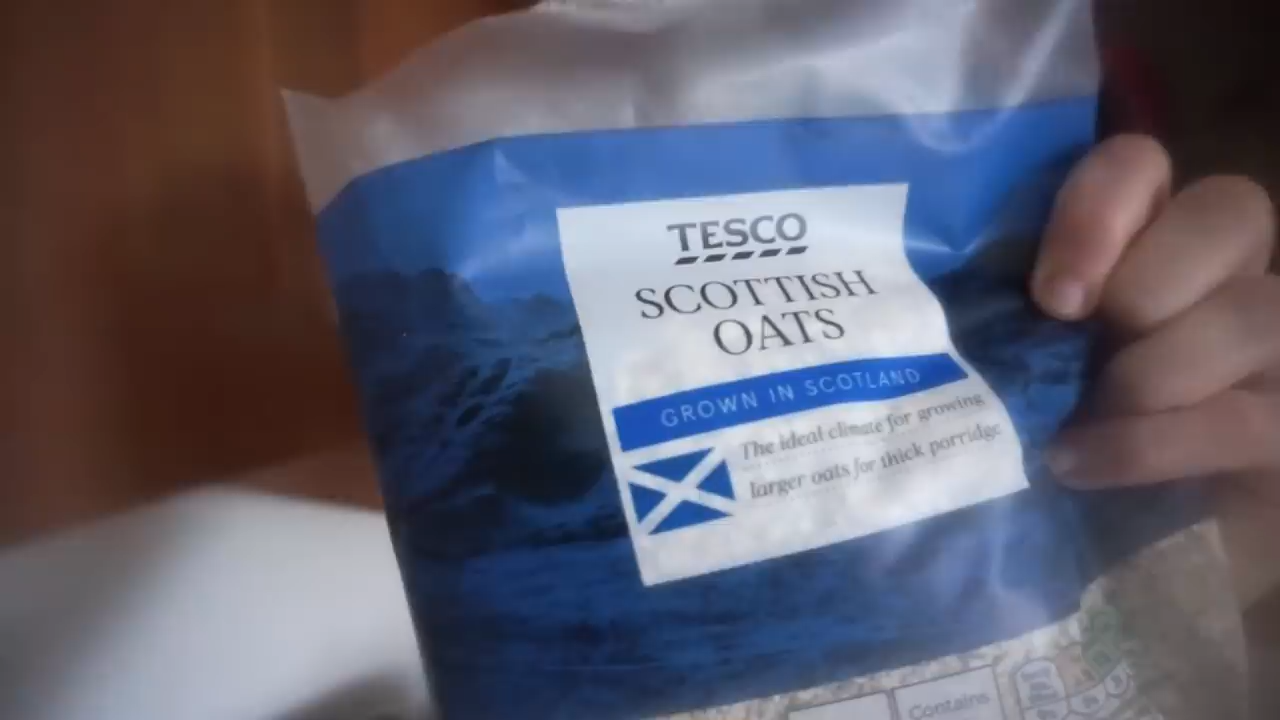 TESCO
SCOTTISH
OATS
GROWN IN SCOTLAND
The ideal climate for growing
larger oats for thick porridge
Contains